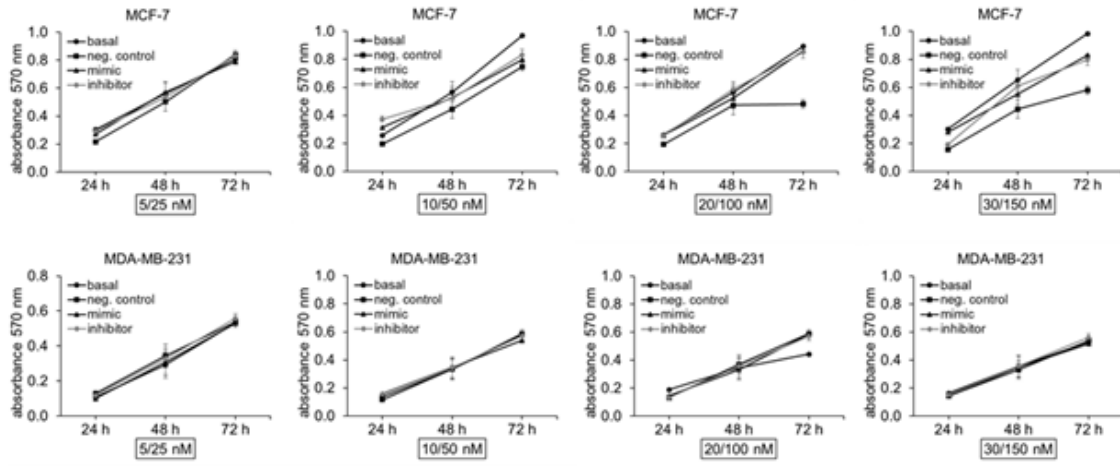 MCF-7
absorbance 570 nm
1.0
0.8
0.6
0.4
0.2
0.0
basal
neg. control
mimic
inhibitor
24 h 48 h 72 h
5/25 nM
MCF-7
absorbance 570 nm
1.0
0.8
0.6
0.4
0.2
0.0
basal
neg. control
mimic
inhibitor
24 h 48 h 72 h
10/50 nM
MCF-7
absorbance 570 nm
1.0
0.8
0.6
0.4
0.2
0.0
basal
neg. control
mimic
inhibitor
24 h 48 h 72 h
20/100 nM
MCF-7
absorbance 570 nm
1.0
0.8
0.6
0.4
0.2
0.0
basal
neg. control
mimic
inhibitor
24 h 48 h 72 h
30/150 nM
MDA-MB-231
absorbance 570 nm
0.8
0.6
0.4
0.2
0.0
basal
neg. control
mimic
inhibitor
24 h 48 h 72 h
5/25 nM
MDA-MB-231
absorbance 570 nm
1.0
0.8
0.6
0.4
0.2
0.0
basal
neg. control
mimic
inhibitor
24 h 48 h 72 h
10/50 nM
MDA-MB-231
absorbance 570 nm
1.0
0.8
0.6
0.4
0.2
0.0
basal
neg. control
mimic
inhibitor
24 h 48 h 72 h
20/100 nM
MDA-MB-231
absorbance 570 nm
1.0
0.8
0.6
0.4
0.2
0.0
basal
neg. control
mimic
inhibitor
24 h 48 h 72 h
30/150 nM